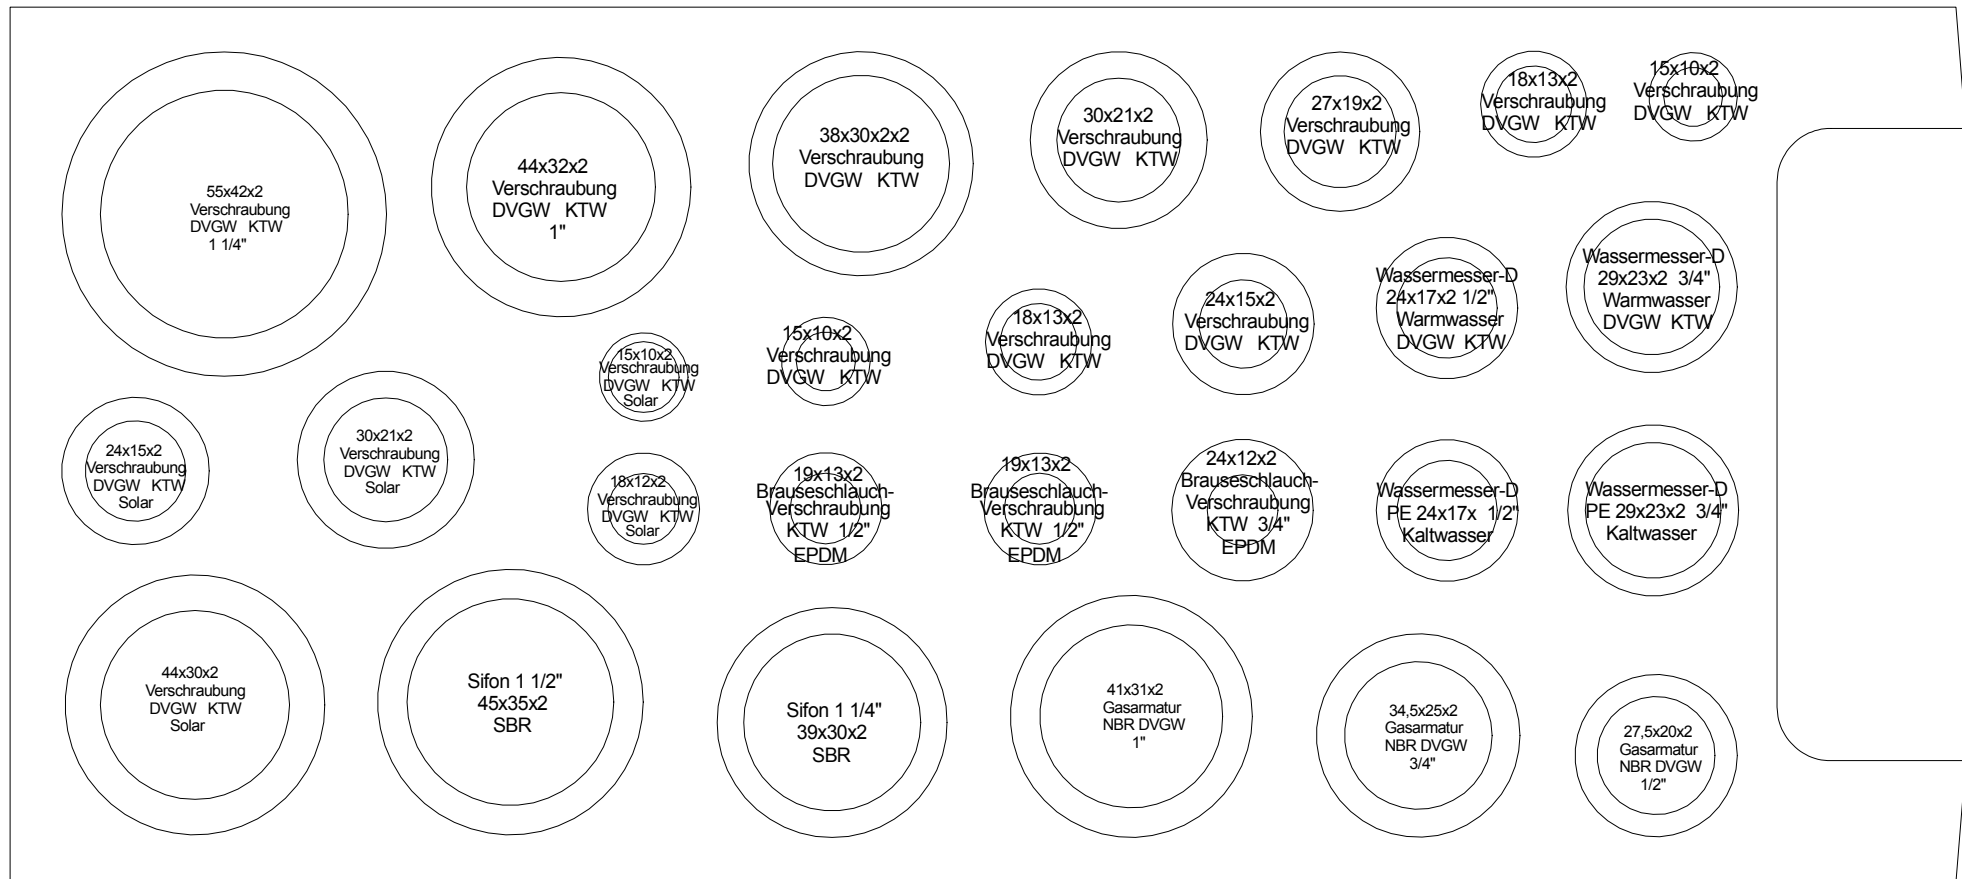 55x42x2
Verschraubung
DVGW KTW
1 1/4"
44x32x2
Verschraubung
DVGW KTW
1"
38x30x2x2
Verschraubung
DVGW KTW
30x21x2
Verschraubung
DVGW KTW
27x19x2
Verschraubung
DVGW KTW
18x13x2
Verschraubung
DVGW KTW
15x10x2
Verschraubung
DVGW KTW
15x10x2
Verschraubung
DVGW KTW
Solar
15x10x2
Verschraubung
DVGW KTW
18x13x2
Verschraubung
DVGW KTW
24x15x2
Verschraubung
DVGW KTW
Wassermesser-D
24x17x2 1/2"
Warmwasser
DVGW KTW
Wassermesser-D
29x23x2 3/4"
Warmwasser
DVGW KTW
24x15x2
Verschraubung
DVGW KTW
Solar
30x21x2
Verschraubung
DVGW KTW
Solar
18x12x2
Verschraubung
DVGW KTW
Solar
19x13x2
Brauseschlauch-
Verschraubung
KTW 1/2"
EPDM
19x13x2
Brauseschlauch-
Verschraubung
KTW 1/2"
EPDM
24x12x2
Brauseschlauch-
Verschraubung
KTW 3/4"
EPDM
Wassermesser-D
PE 24x17x 1/2"
Kaltwasser
Wassermesser-D
PE 29x23x2 3/4"
Kaltwasser
44x30x2
Verschraubung
DVGW KTW
Solar
Sifon 1 1/2"
45x35x2
SBR
Sifon 1 1/4"
39x30x2
SBR
41x31x2
Gasarmatur
NBR DVGW
1"
34,5x25x2
Gasarmatur
NBR DVGW
3/4"
27,5x20x2
Gasarmatur
NBR DVGW
1/2"